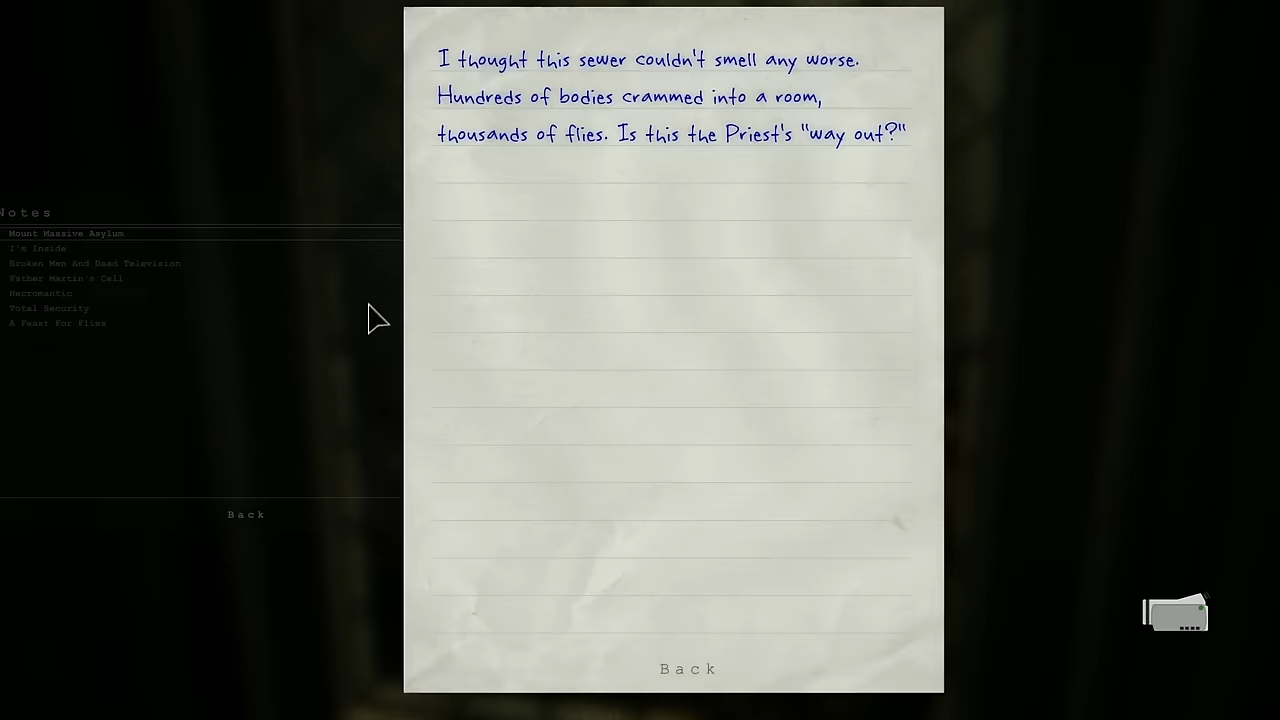 I thought this sewer couldn't smell any worse.
Hundreds of bodies crammed into a room,
thousands of flies. Is this the Priest's "way out?"
Notes
Mount Massive Asylum
I'm Inside
Broken Men And Dead Television
Father Martin's Cell
Necromantic
Total Security
A Feast For Flies
Back
Back